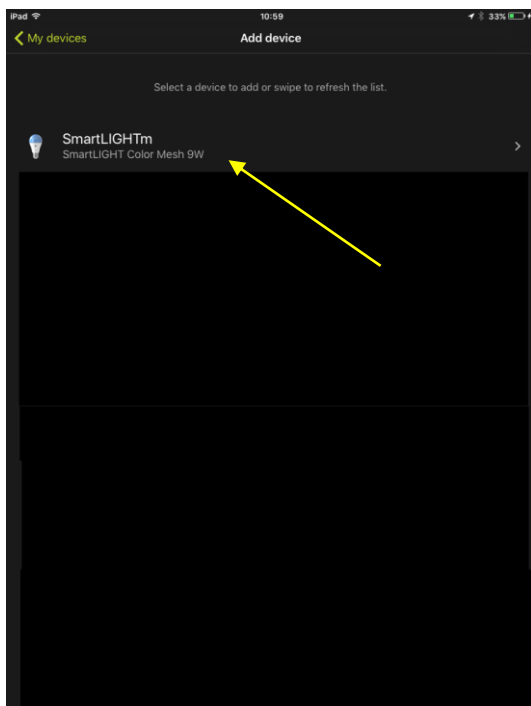 iPad 10:59 33%
My devices Add device
Select a device to add or swipe to refresh the list.
SmartLIGHTm
SmartLIGHT Color Mesh 9W